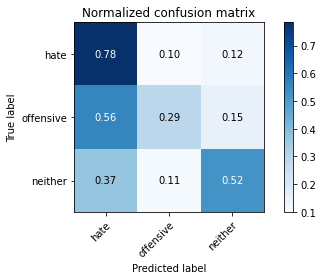 Normalized confusion matrix
True label
hate 0.78 0.10 0.12
offensive 0.56 0.29 0.15
neither 0.37 0.11 0.52
hate offensive neither
Predicted label
0.7
0.6
0.5
0.4
0.3
0.2
0.1